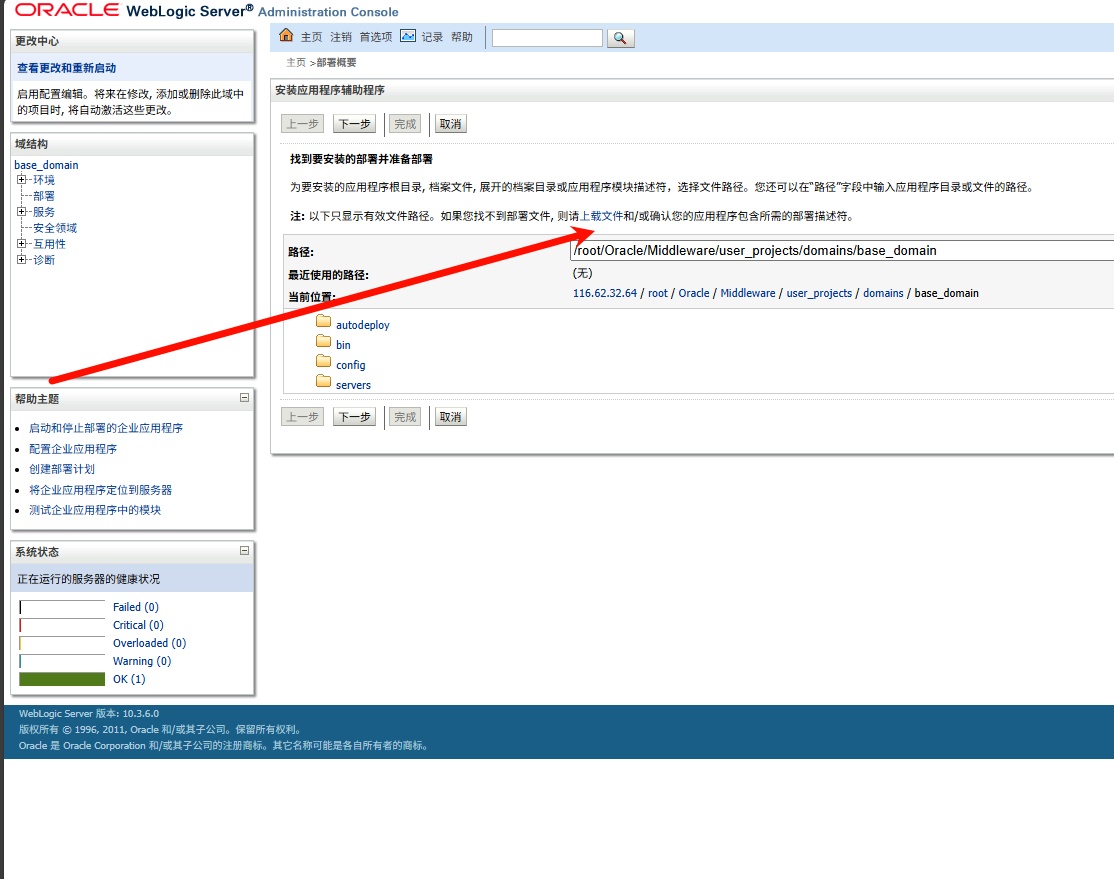 ORACLE WebLogic Server® Administration Console
更改中心
查看更改和重新启动
启用配置编辑。将来在修改, 添加或删除此域中
的项目时, 将自动激活这些更改。
域结构
base_domain
环境
部署
服务
安全领域
互用性
诊断
帮助主题
启动和停止部署的企业应用程序
配置企业应用程序
创建部署计划
将企业应用程序定位到服务器
测试企业应用程序中的模块
系统状态
正在运行的服务器的健康状况
Failed (0)
Critical (0)
Overloaded (0)
Warning (0)
OK (1)
主页 注销 首选项 记录 帮助
主页 >部署概要
安装应用程序辅助程序
上一步 下一步 完成 取消
找到要安装的部署并准备部署
为要安装的应用程序根目录, 档案文件, 展开的档案目录或应用程序模块描述符，选择文件路径。您还可以在“路径”字段中输入应用程序目录或文件的路径。
注: 以下只显示有效文件路径。如果您找不到部署文件, 则请上载文件和/或确认您的应用程序包含所需的部署描述符。
路径: /root/Oracle/Middleware/user_projects/domains/base_domain
最近使用的路径: (无)
当前位置: 116.62.32.64 / root / Oracle / Middleware / user_projects / domains / base_domain
autodeploy
bin
config
servers
上一步 下一步 完成 取消
WebLogic Server 版本: 10.3.6.0
版权所有 © 1996, 2011, Oracle 和/或其子公司。保留所有权利。
Oracle 是 Oracle Corporation 和/或其子公司的注册商标。其它名称可能是各自所有者的商标。